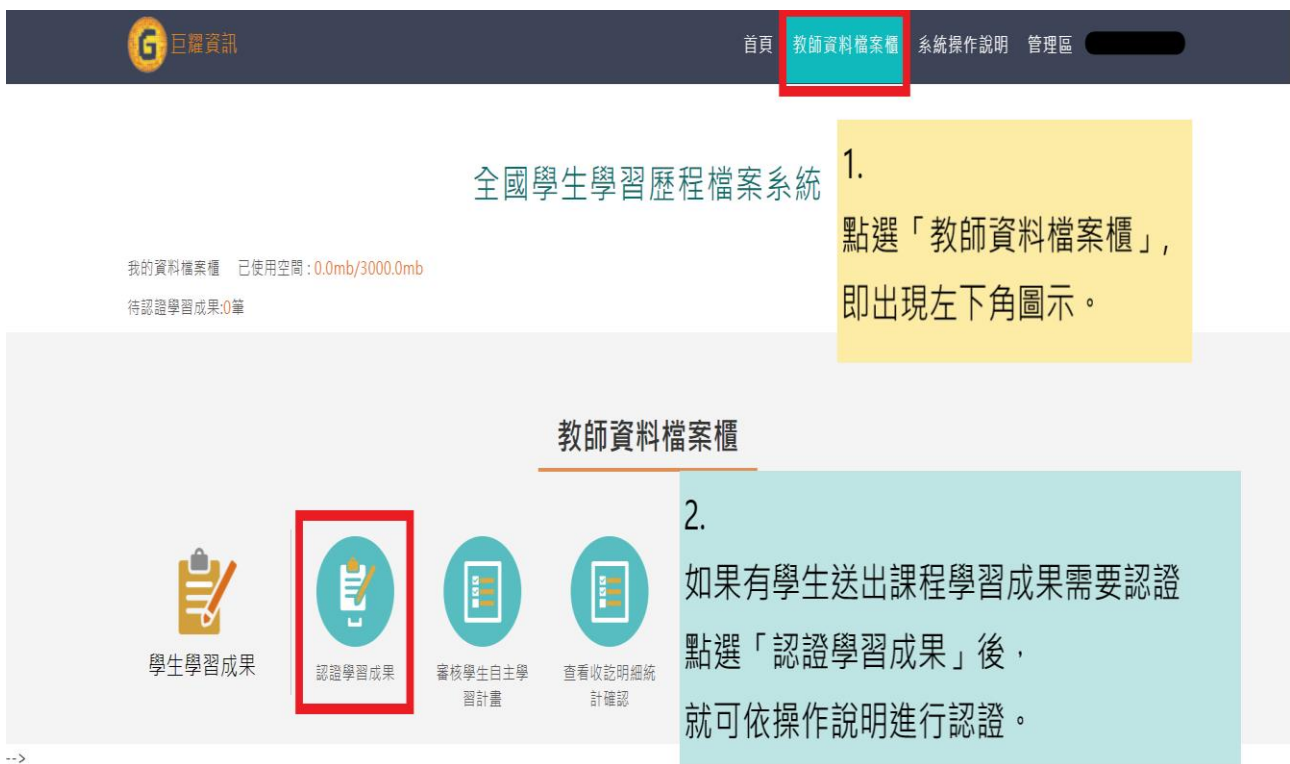 巨耀資訊
首頁 教師資料檔案櫃 系統操作說明 管理區
全國學生學習歷程檔案系統
我的資料檔案櫃 已使用空間 : 0.0mb/3000.0mb
待認證學習成果:0筆
1.
點選「教師資料檔案櫃」,
即出現左下角圖示。
教師資料檔案櫃
學生學習成果
認證學習成果
審核學生自主學
習計畫
查看收訖明細統
計確認
2.
如果有學生送出課程學習成果需要認證
點選「認證學習成果」後,
就可依操作說明進行認證。
-->